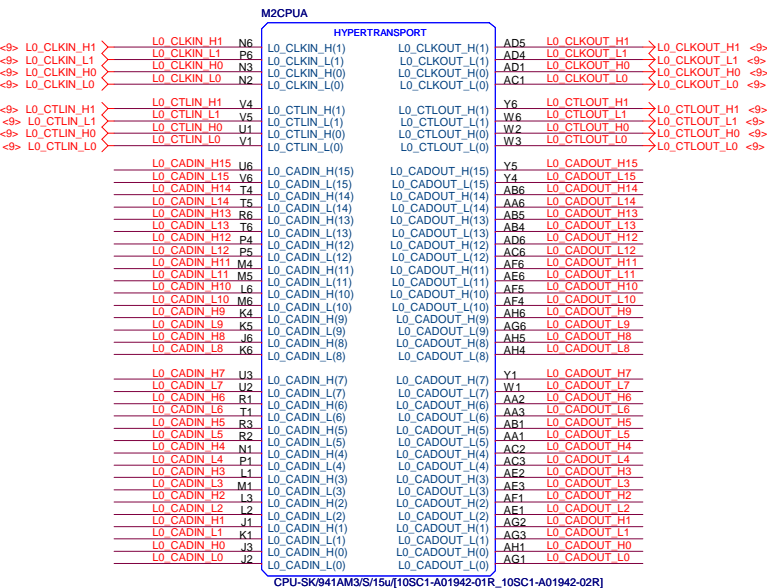 M2CPUA
HYPERTRANSPORT
<9> L0_CLKIN_H1 L0_CLKIN_H1 N6 L0_CLKIN_H(1) L0_CLKOUT_H(1) AD5 L0_CLKOUT_H1 L0_CLKOUT_H1 <9>
<9> L0_CLKIN_L1 L0_CLKIN_L1 P6 L0_CLKIN_L(1) L0_CLKOUT_L(1) AD4 L0_CLKOUT_L1 L0_CLKOUT_L1 <9>
<9> L0_CLKIN_H0 L0_CLKIN_H0 N3 L0_CLKIN_H(0) L0_CLKOUT_H(0) AD1 L0_CLKOUT_H0 L0_CLKOUT_H0 <9>
<9> L0_CLKIN_L0 L0_CLKIN_L0 N2 L0_CLKIN_L(0) L0_CLKOUT_L(0) AC1 L0_CLKOUT_L0 L0_CLKOUT_L0 <9>
<9> L0_CTLIN_H1 L0_CTLIN_H1 V4 L0_CTLIN_H(1) L0_CTLOUT_H(1) Y6 L0_CTLOUT_H1 L0_CTLOUT_H1 <9>
<9> L0_CTLIN_L1 L0_CTLIN_L1 V5 L0_CTLIN_L(1) L0_CTLOUT_L(1) W6 L0_CTLOUT_L1 L0_CTLOUT_L1 <9>
<9> L0_CTLIN_H0 L0_CTLIN_H0 U1 L0_CTLIN_H(0) L0_CTLOUT_H(0) W2 L0_CTLOUT_H0 L0_CTLOUT_H0 <9>
<9> L0_CTLIN_L0 L0_CTLIN_L0 V1 L0_CTLIN_L(0) L0_CTLOUT_L(0) W3 L0_CTLOUT_L0 L0_CTLOUT_L0 <9>
L0_CADIN_H15 U6 L0_CADIN_H(15) L0_CADOUT_H(15) Y5 L0_CADOUT_H15
L0_CADIN_L15 V6 L0_CADIN_L(15) L0_CADOUT_L(15) Y4 L0_CADOUT_L15
L0_CADIN_H14 T4 L0_CADIN_H(14) L0_CADOUT_H(14) AB6 L0_CADOUT_H14
L0_CADIN_L14 T5 L0_CADIN_L(14) L0_CADOUT_L(14) AA6 L0_CADOUT_L14
L0_CADIN_H13 R6 L0_CADIN_H(13) L0_CADOUT_H(13) AB5 L0_CADOUT_H13
L0_CADIN_L13 T6 L0_CADIN_L(13) L0_CADOUT_L(13) AB4 L0_CADOUT_L13
L0_CADIN_H12 P4 L0_CADIN_H(12) L0_CADOUT_H(12) AD6 L0_CADOUT_H12
L0_CADIN_L12 P5 L0_CADIN_L(12) L0_CADOUT_L(12) AC6 L0_CADOUT_L12
L0_CADIN_H11 M4 L0_CADIN_H(11) L0_CADOUT_H(11) AF6 L0_CADOUT_H11
L0_CADIN_L11 M5 L0_CADIN_L(11) L0_CADOUT_L(11) AE6 L0_CADOUT_L11
L0_CADIN_H10 L6 L0_CADIN_H(10) L0_CADOUT_H(10) AF5 L0_CADOUT_H10
L0_CADIN_L10 M6 L0_CADIN_L(10) L0_CADOUT_L(10) AF4 L0_CADOUT_L10
L0_CADIN_H9 K4 L0_CADIN_H(9) L0_CADOUT_H(9) AH6 L0_CADOUT_H9
L0_CADIN_L9 K5 L0_CADIN_L(9) L0_CADOUT_L(9) AG6 L0_CADOUT_L9
L0_CADIN_H8 J6 L0_CADIN_H(8) L0_CADOUT_H(8) AH5 L0_CADOUT_H8
L0_CADIN_L8 K6 L0_CADIN_L(8) L0_CADOUT_L(8) AH4 L0_CADOUT_L8
L0_CADIN_H7 U3 L0_CADIN_H(7) L0_CADOUT_H(7) Y1 L0_CADOUT_H7
L0_CADIN_L7 U2 L0_CADIN_L(7) L0_CADOUT_L(7) W1 L0_CADOUT_L7
L0_CADIN_H6 R1 L0_CADIN_H(6) L0_CADOUT_H(6) AA2 L0_CADOUT_H6
L0_CADIN_L6 T1 L0_CADIN_L(6) L0_CADOUT_L(6) AA3 L0_CADOUT_L6
L0_CADIN_H5 R3 L0_CADIN_H(5) L0_CADOUT_H(5) AB1 L0_CADOUT_H5
L0_CADIN_L5 R2 L0_CADIN_L(5) L0_CADOUT_L(5) AA1 L0_CADOUT_L5
L0_CADIN_H4 N1 L0_CADIN_H(4) L0_CADOUT_H(4) AC2 L0_CADOUT_H4
L0_CADIN_L4 P1 L0_CADIN_L(4) L0_CADOUT_L(4) AC3 L0_CADOUT_L4
L0_CADIN_H3 L1 L0_CADIN_H(3) L0_CADOUT_H(3) AE2 L0_CADOUT_H3
L0_CADIN_L3 M1 L0_CADIN_L(3) L0_CADOUT_L(3) AF3 L0_CADOUT_L3
L0_CADIN_H2 L3 L0_CADIN_H(2) L0_CADOUT_H(2) AF1 L0_CADOUT_H2
L0_CADIN_L2 L2 L0_CADIN_L(2) L0_CADOUT_L(2) AE1 L0_CADOUT_L2
L0_CADIN_H1 J1 L0_CADIN_H(1) L0_CADOUT_H(1) AG2 L0_CADOUT_H1
L0_CADIN_L1 K1 L0_CADIN_L(1) L0_CADOUT_L(1) AG3 L0_CADOUT_L1
L0_CADIN_H0 J3 L0_CADIN_H(0) L0_CADOUT_H(0) AH1 L0_CADOUT_H0
L0_CADIN_L0 J2 L0_CADIN_L(0) L0_CADOUT_L(0) AG1 L0_CADOUT_L0
CPU-SK/941AM3/S/15u/[10SC1-A01942-01R_10SC1-A01942-02R]